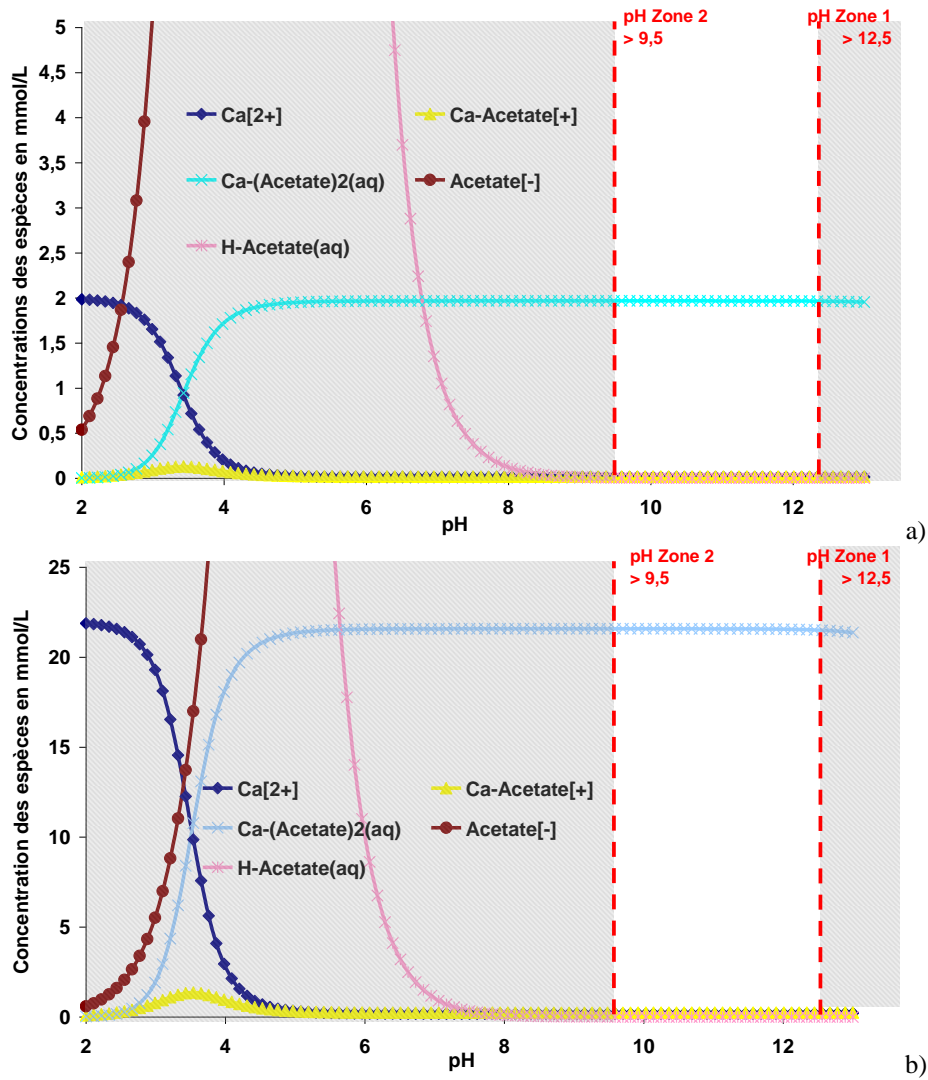 pH Zone 2
> 9,5
pH Zone 1
> 12,5
Concentrations des espèces en mmol/L
5
4,5
4
3,5
3
2,5
2
1,5
1
0,5
0
Ca[2+]
Ca-Acetate[+]
Ca-(Acetate)2(aq)
Acetate[-]
H-Acetate(aq)
2
4
6
8
10
12
pH
a)
pH Zone 2
> 9,5
pH Zone 1
> 12,5
Concentration des espèces en mmol/L
25
20
15
10
5
0
Ca[2+]
Ca-Acetate[+]
Ca-(Acetate)2(aq)
Acetate[-]
H-Acetate(aq)
2
4
6
8
10
12
pH
b)